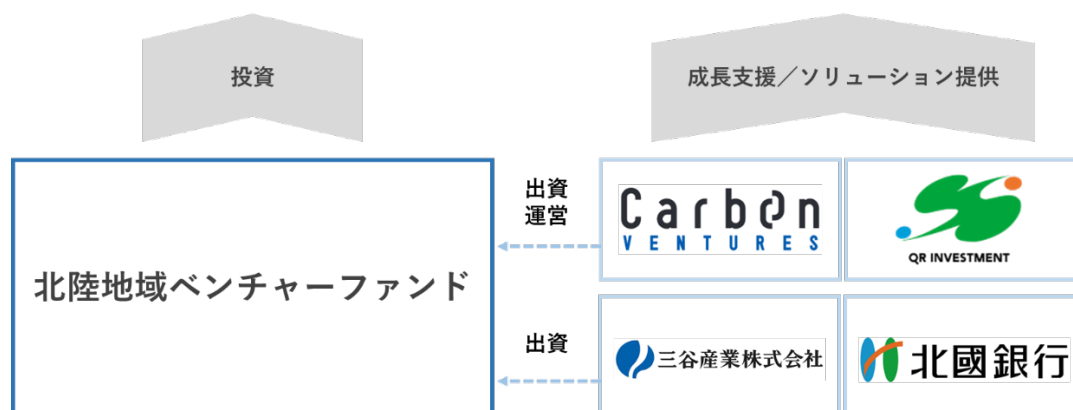 投資
成長支援／ソリューション提供
出資
運営
Carbon
VENTURES
QR INVESTMENT
北陸地域ベンチャーファンド
出資
三谷産業株式会社
北國銀行